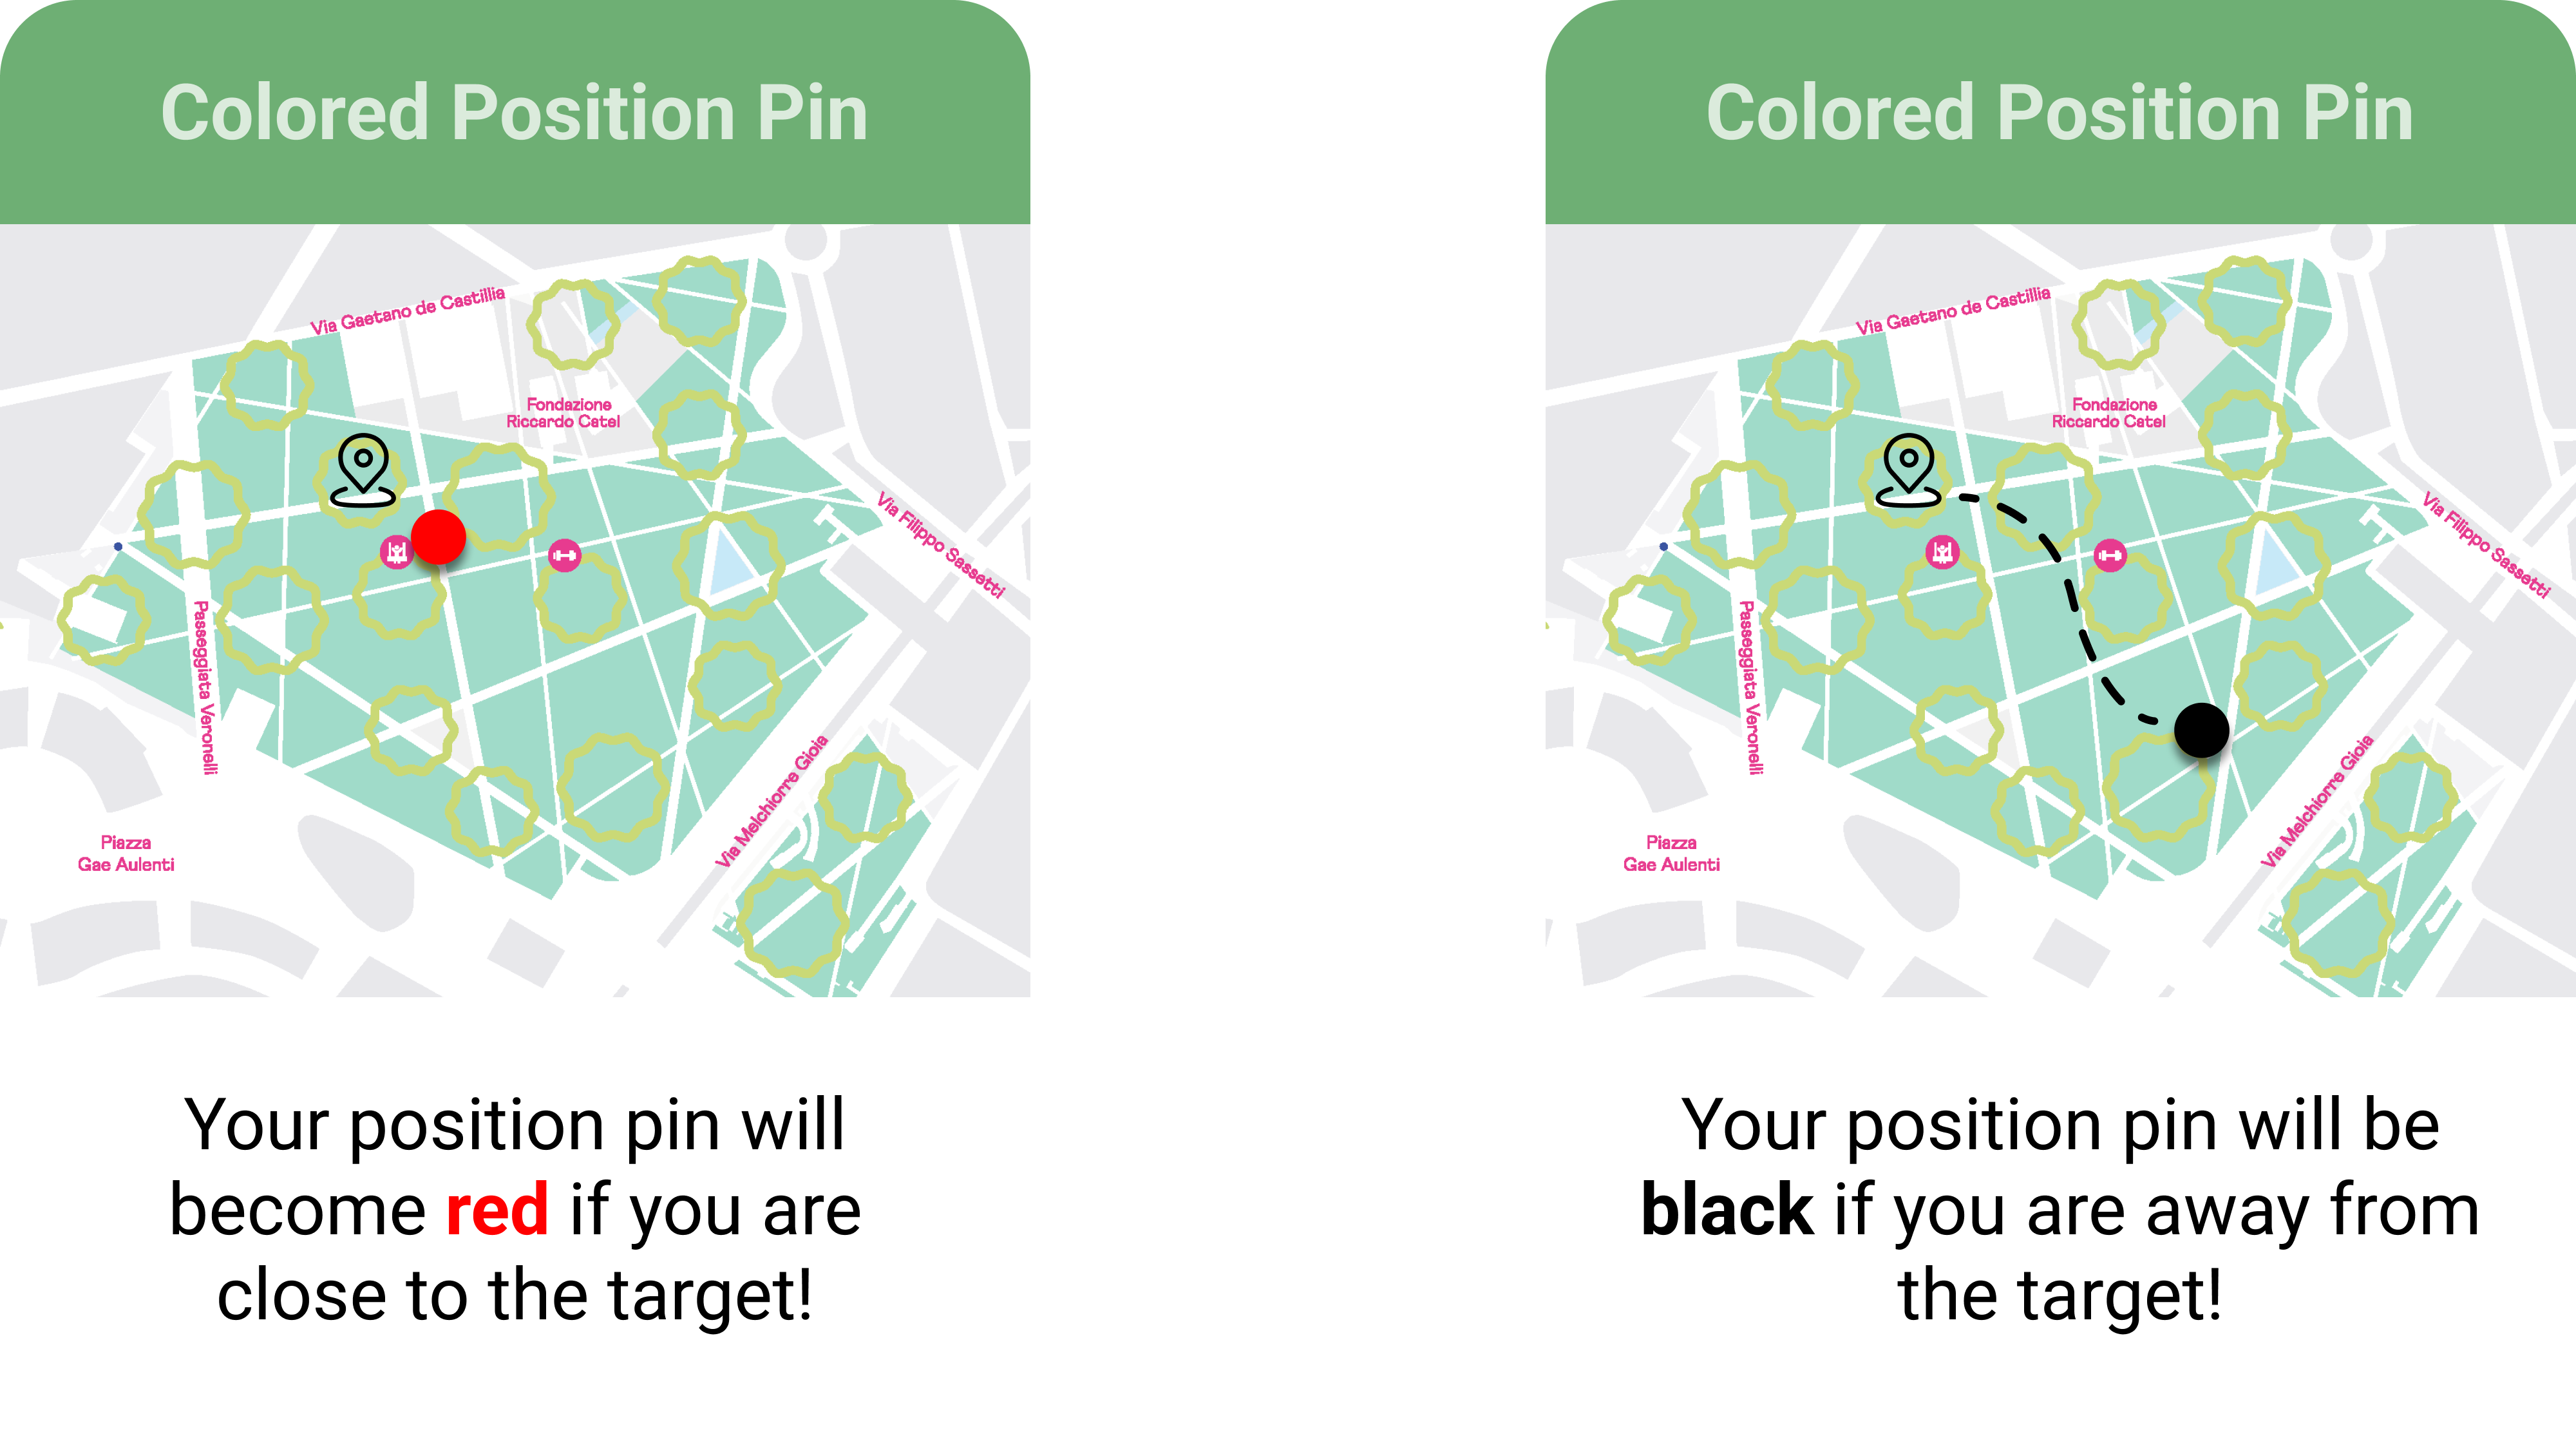 Colored Position Pin
Via Gaetano de Castillia
Fondazione
Riccardo Catel
Via Filippo Sassetti
Passeggiata Veronelli
Via Melchiorre Gioia
Piazza
Gae Aulenti
Your position pin will
become red if you are
close to the target!
Colored Position Pin
Via Gaetano de Castillia
Fondazione
Riccardo Catel
Via Filippo Sassetti
Passeggiata Veronelli
Via Melchiorre Gioia
Piazza
Gae Aulenti
Your position pin will be
black if you are away from
the target!